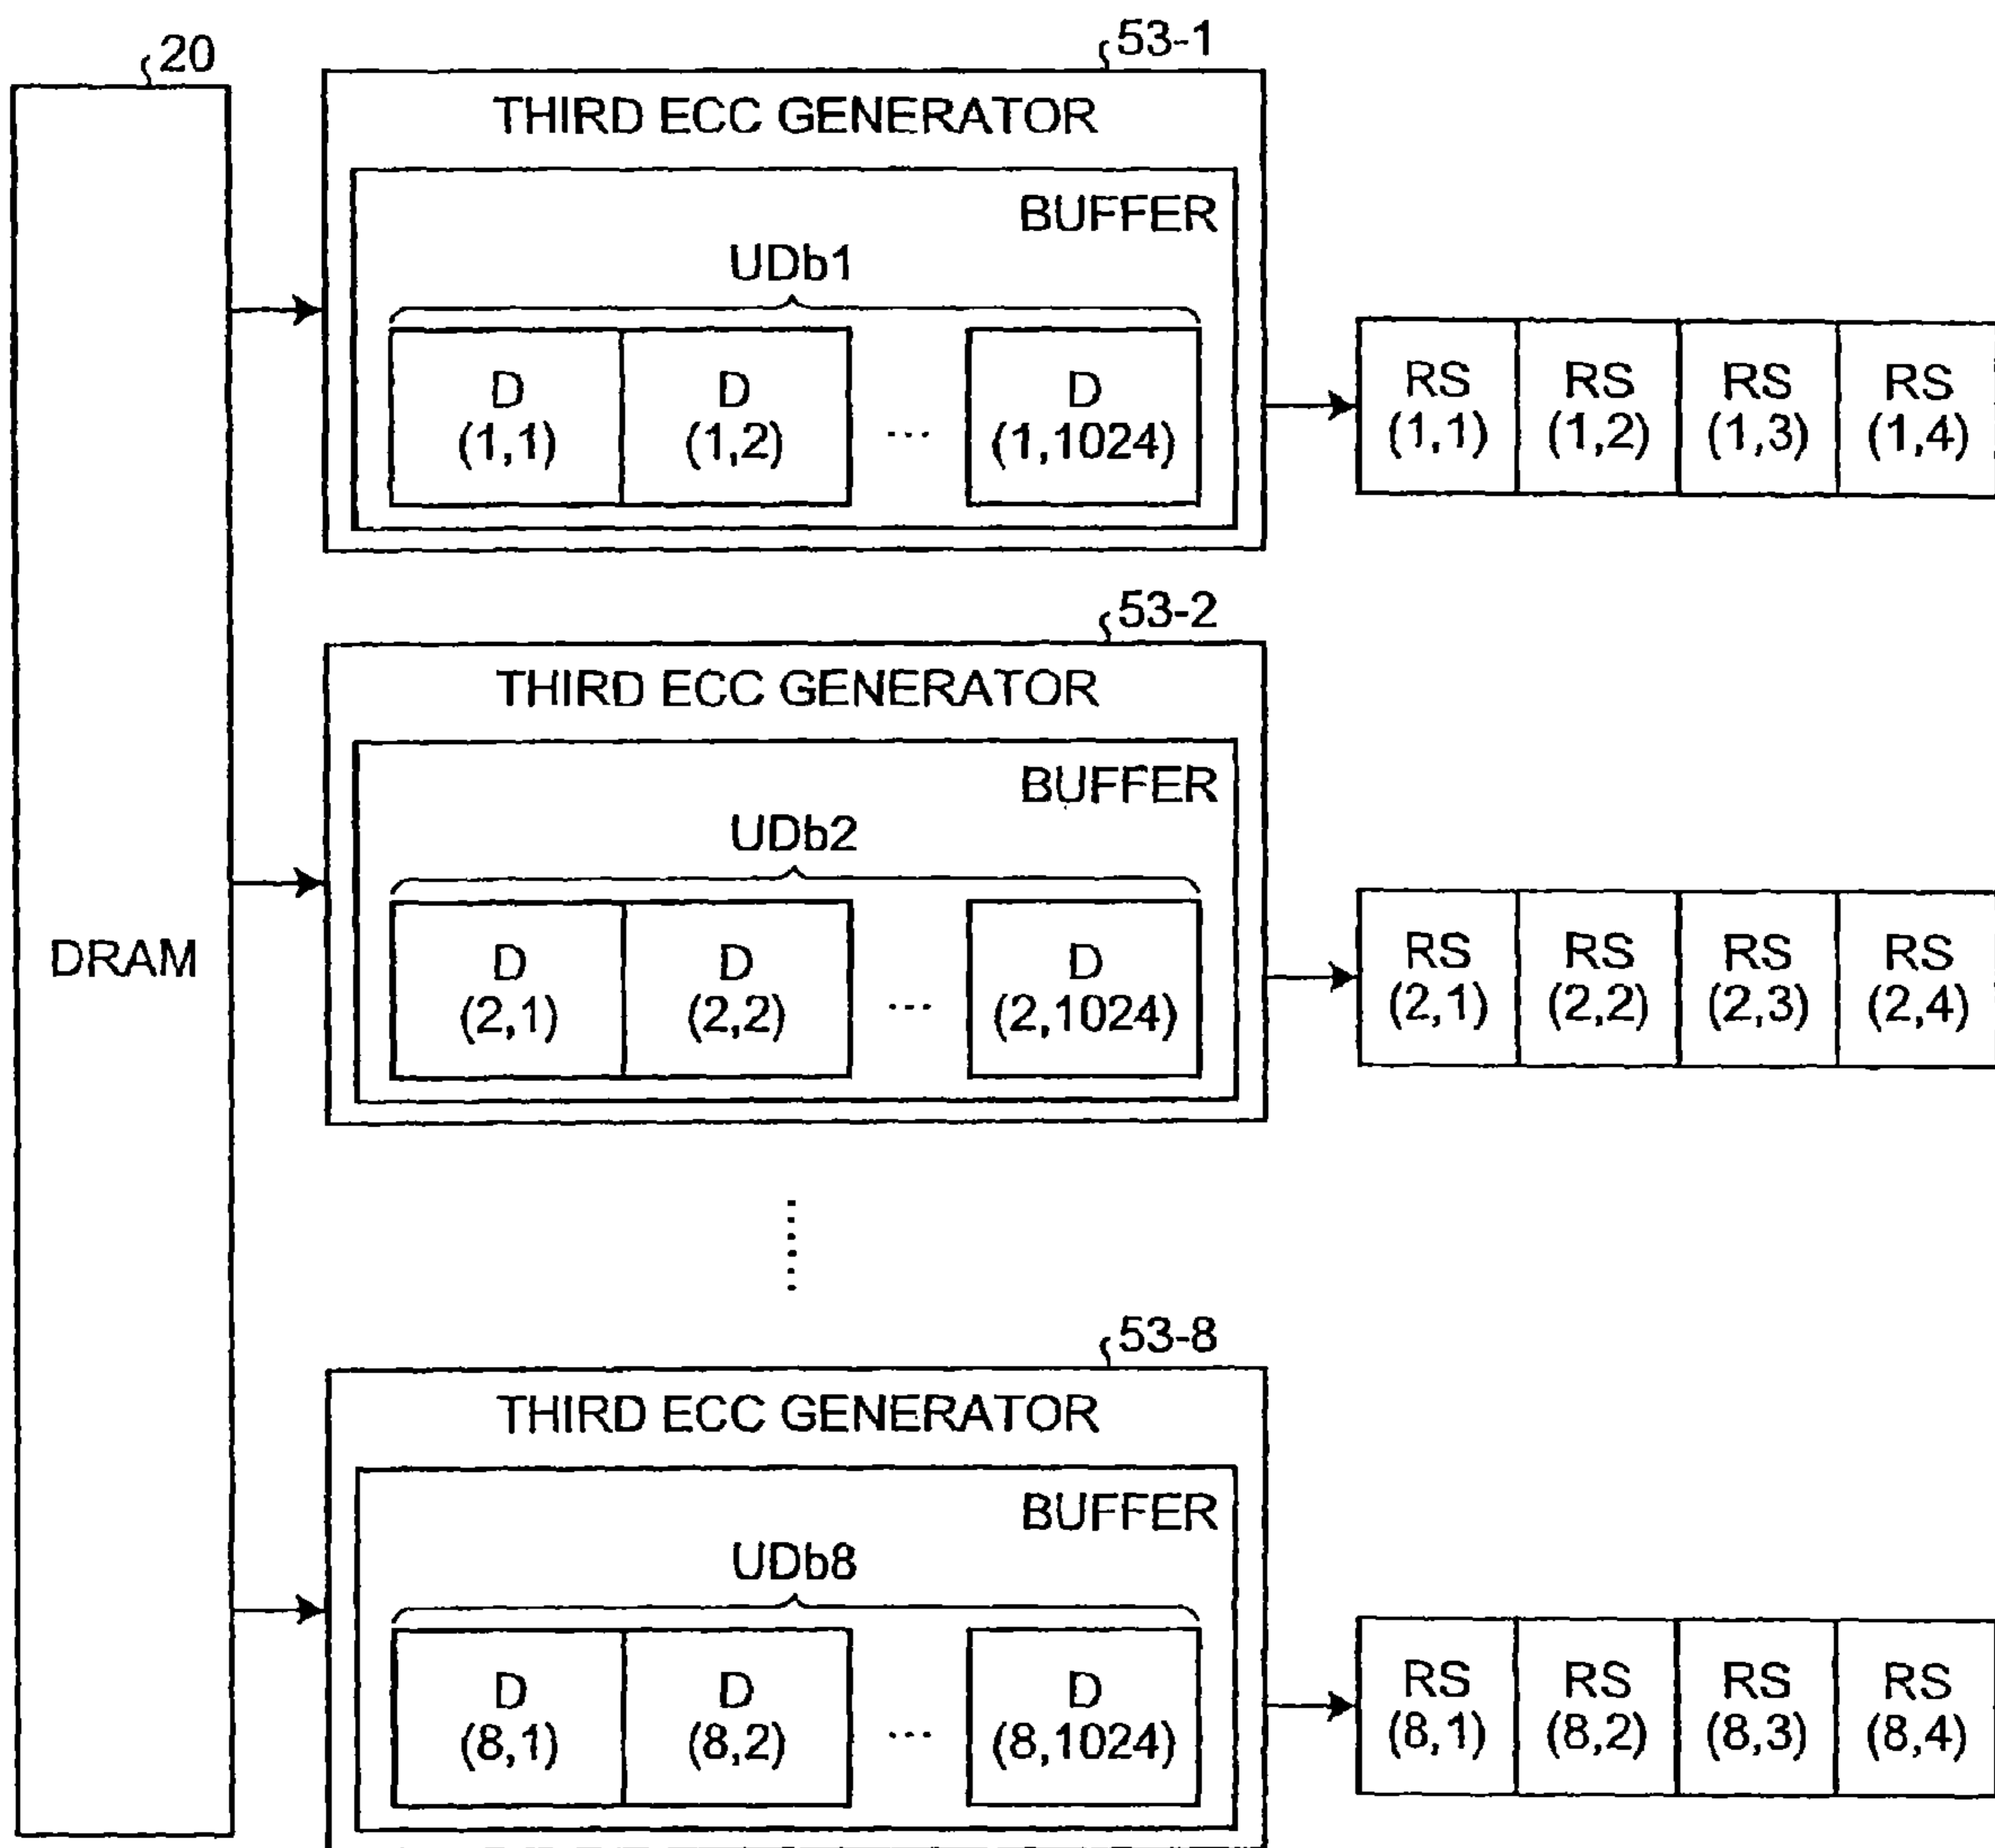 20
53-1
THIRD ECC GENERATOR
BUFFER
UDb1
D (1,1)
D (1,2)
...
D (1,1024)
RS (1,1)
RS (1,2)
RS (1,3)
RS (1,4)
53-2
THIRD ECC GENERATOR
BUFFER
UDb2
DRAM
D (2,1)
D (2,2)
...
D (2,1024)
RS (2,1)
RS (2,2)
RS (2,3)
RS (2,4)
53-8
THIRD ECC GENERATOR
BUFFER
UDb8
D (8,1)
D (8,2)
...
D (8,1024)
RS (8,1)
RS (8,2)
RS (8,3)
RS (8,4)